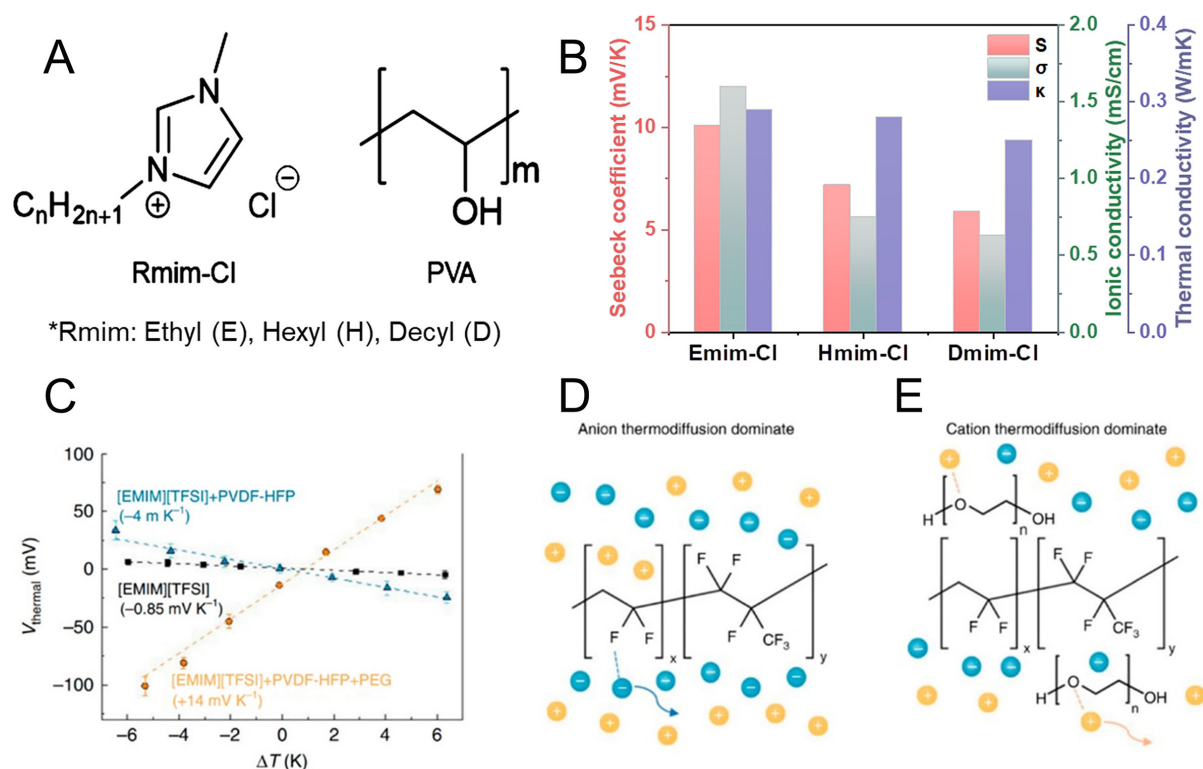 A
N
N
⊕
CnH2n+1
Cl⊖
Rmim-Cl
m
OH
PVA
*Rmim: Ethyl (E), Hexyl (H), Decyl (D)
B
Seebeck coefficient (mV/K)
15
10
5
0
S
σ
κ
Emim-Cl
Hmim-Cl
Dmim-Cl
2.0
1.5
1.0
0.5
0.0
Ionic conductivity (mS/cm)
0.4
0.3
0.2
0.1
0.0
Thermal conductivity (W/mK)
C
Vthermal (mV)
100
50
0
−50
−100
[EMIM][TFSI]+PVDF-HFP
(−4 m K⁻¹)
[EMIM][TFSI]
(−0.85 mV K⁻¹)
[EMIM][TFSI]+PVDF-HFP+PEG
(+14 mV K⁻¹)
−6 −4 −2 0 2 4 6
ΔT (K)
D
Anion thermodiffusion dominate
F F
F F
F CF3
x
y
E
Cation thermodiffusion dominate
H O n OH
F F
F F
F CF3
x
y
H O n OH